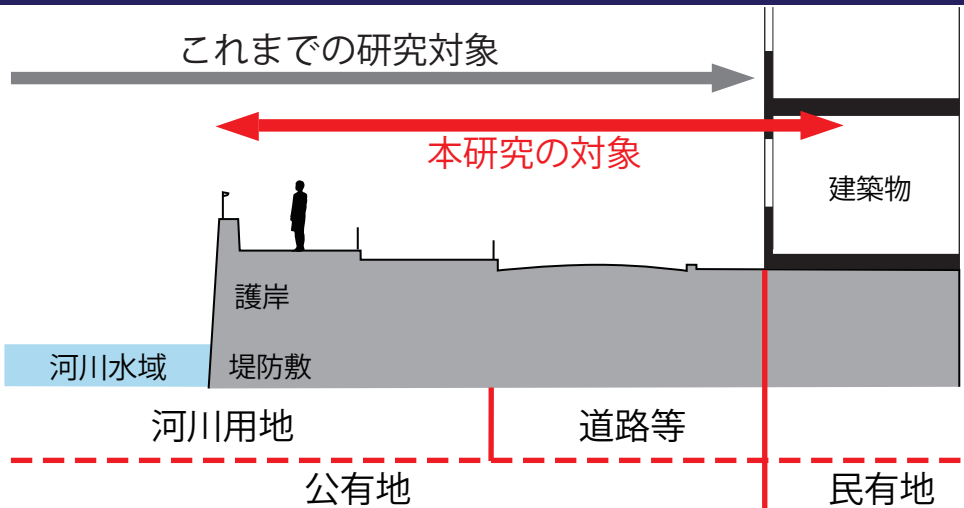 これまでの研究対象
本研究の対象
建築物
護岸
河川水域
堤防敷
河川用地
道路等
公有地
民有地